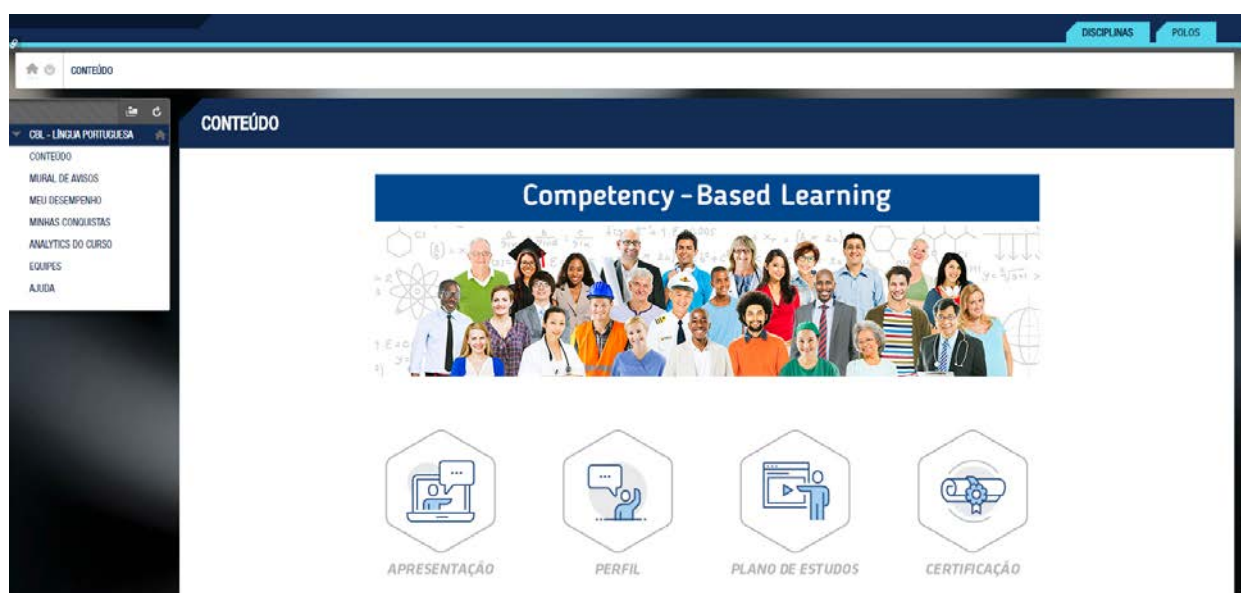 DISCIPLINAS
POLOS
CONTEÚDO
CBL - LÍNGUA PORTUGUESA
CONTEÚDO
MURAL DE AVISOS
MEU DESEMPENHO
MINHAS CONQUISTAS
ANALYTICS DO CURSO
EQUIPES
AJUDA
CONTEÚDO
Competency - Based Learning
APRESENTAÇÃO
PERFIL
PLANO DE ESTUDOS
CERTIFICAÇÃO